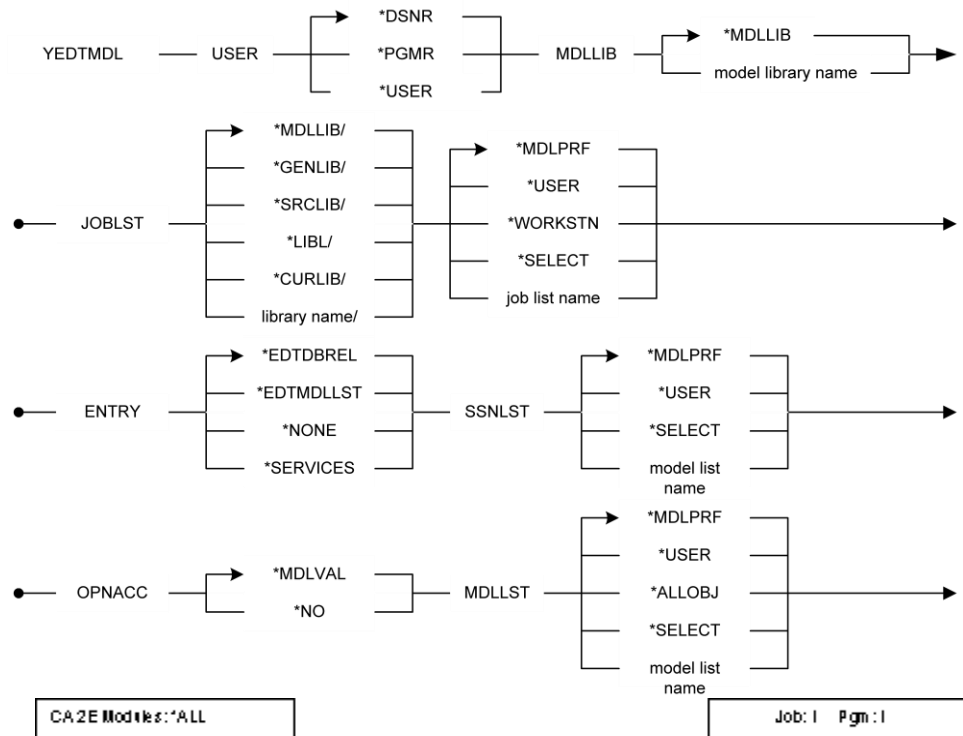 *DSNR
YEDTMDL USER *PGMR MDLLIB *MDLLIB
model library name
*USER
*MDLLIB/
*GENLIB/ *MDLPRF
*SRCLIB/ *USER
JOBLST *WORKSTN
*LIBL/
*CURLIB/ *SELECT
library name/ job list name
*EDTDBREL *MDLPRF
*EDTMDLLST *USER
ENTRY SSNLST
*NONE *SELECT
*SERVICES model list
name
*MDLPRF
*USER
OPNACC *MDLVAL MDLLST *ALLOBJ
*NO
*SELECT
model list
name
CA 2E Modules:*ALL Job: I Pgm : I